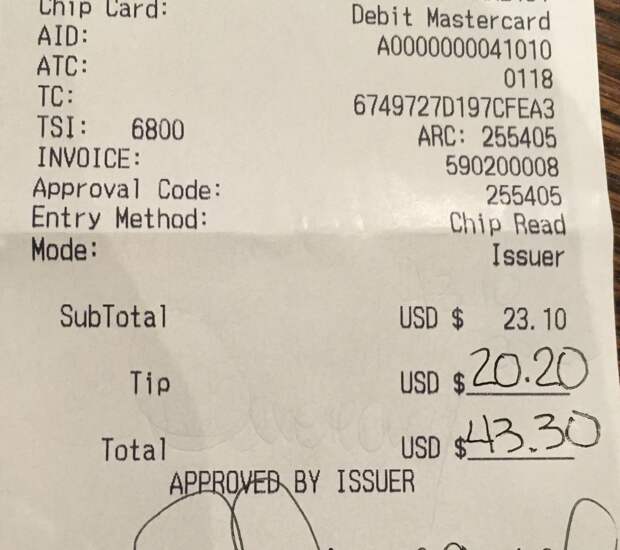 Chip Card: Debit Mastercard
AID: A0000000041010
ATC: 0118
TC: 6749727D197CFEA3
TSI: 6800 ARC: 255405
INVOICE: 590200008
Approval Code: 255405
Entry Method: Chip Read
Mode: Issuer
SubTotal USD $ 23.10
Tip USD $ 20.20
Total USD $ 43.30
APPROVED BY ISSUER